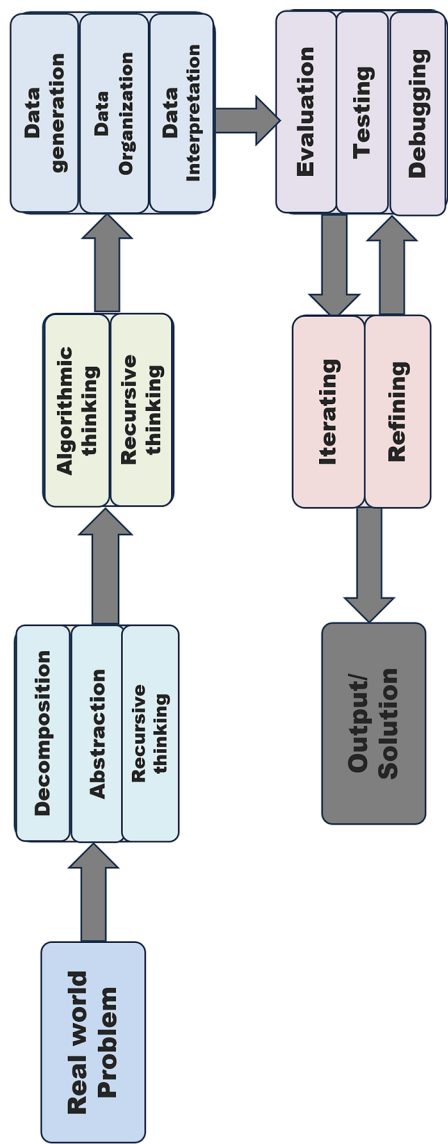 Real world
Problem
Decomposition
Abstraction
Recursive
thinking
Algorithmic
thinking
Recursive
thinking
Data
generation
Data
Organization
Data
Interpretation
Evaluation
Testing
Debugging
Iterating
Refining
Output/
Solution